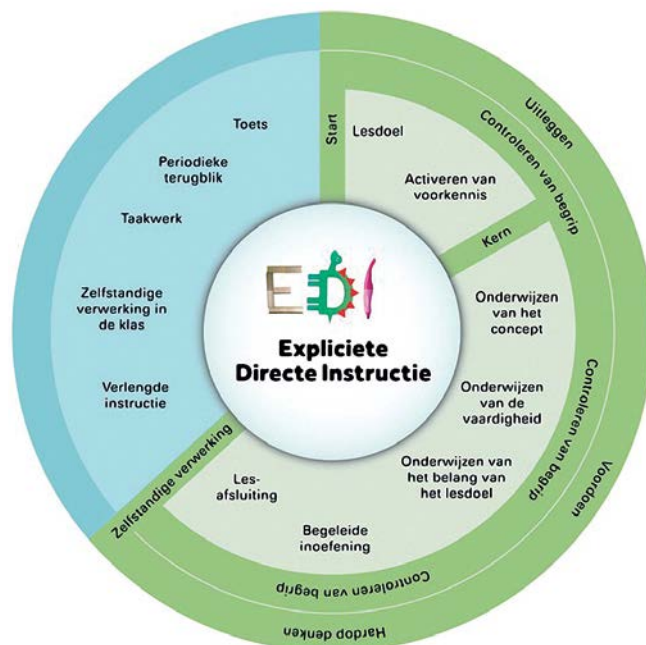 EDI
Expliciete
Directe Instructie
Start
Lesdoel
Activeren van
voorkennis
Uitleggen
Controleren van begrip
Kern
Onderwijzen
van het
concept
Onderwijzen
van de
vaardigheid
Onderwijzen van
het belang van
het lesdoel
Controleren van begrip
Voordoen
Begeleide
inoefening
Les-
afsluiting
Controleren van begrip
Hardop denken
Zelfstandige verwerking
Verlengde
instructie
Zelfstandige
verwerking in
de klas
Taakwerk
Periodieke
terugblik
Toets